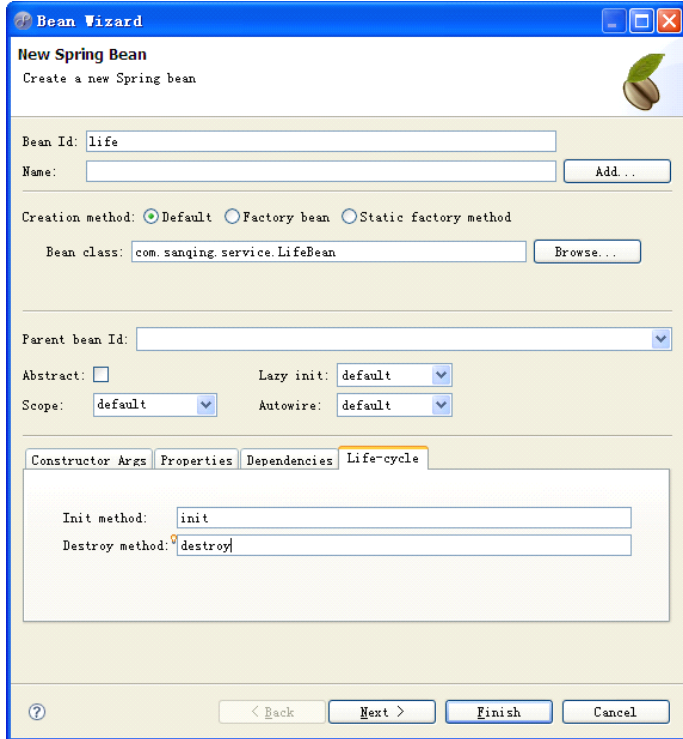 Bean Wizard
New Spring Bean
Create a new Spring bean
Bean Id: life
Name: Add...
Creation method: Default Factory bean Static factory method
Bean class: com.sanqing.service.LifeBean Browse...
Parent bean Id:
Abstract: Lazy init: default
Scope: default Autowire: default
Constructor Args Properties Dependencies Life-cycle
Init method: init
Destroy method: destroy
? < Back Next > Finish Cancel